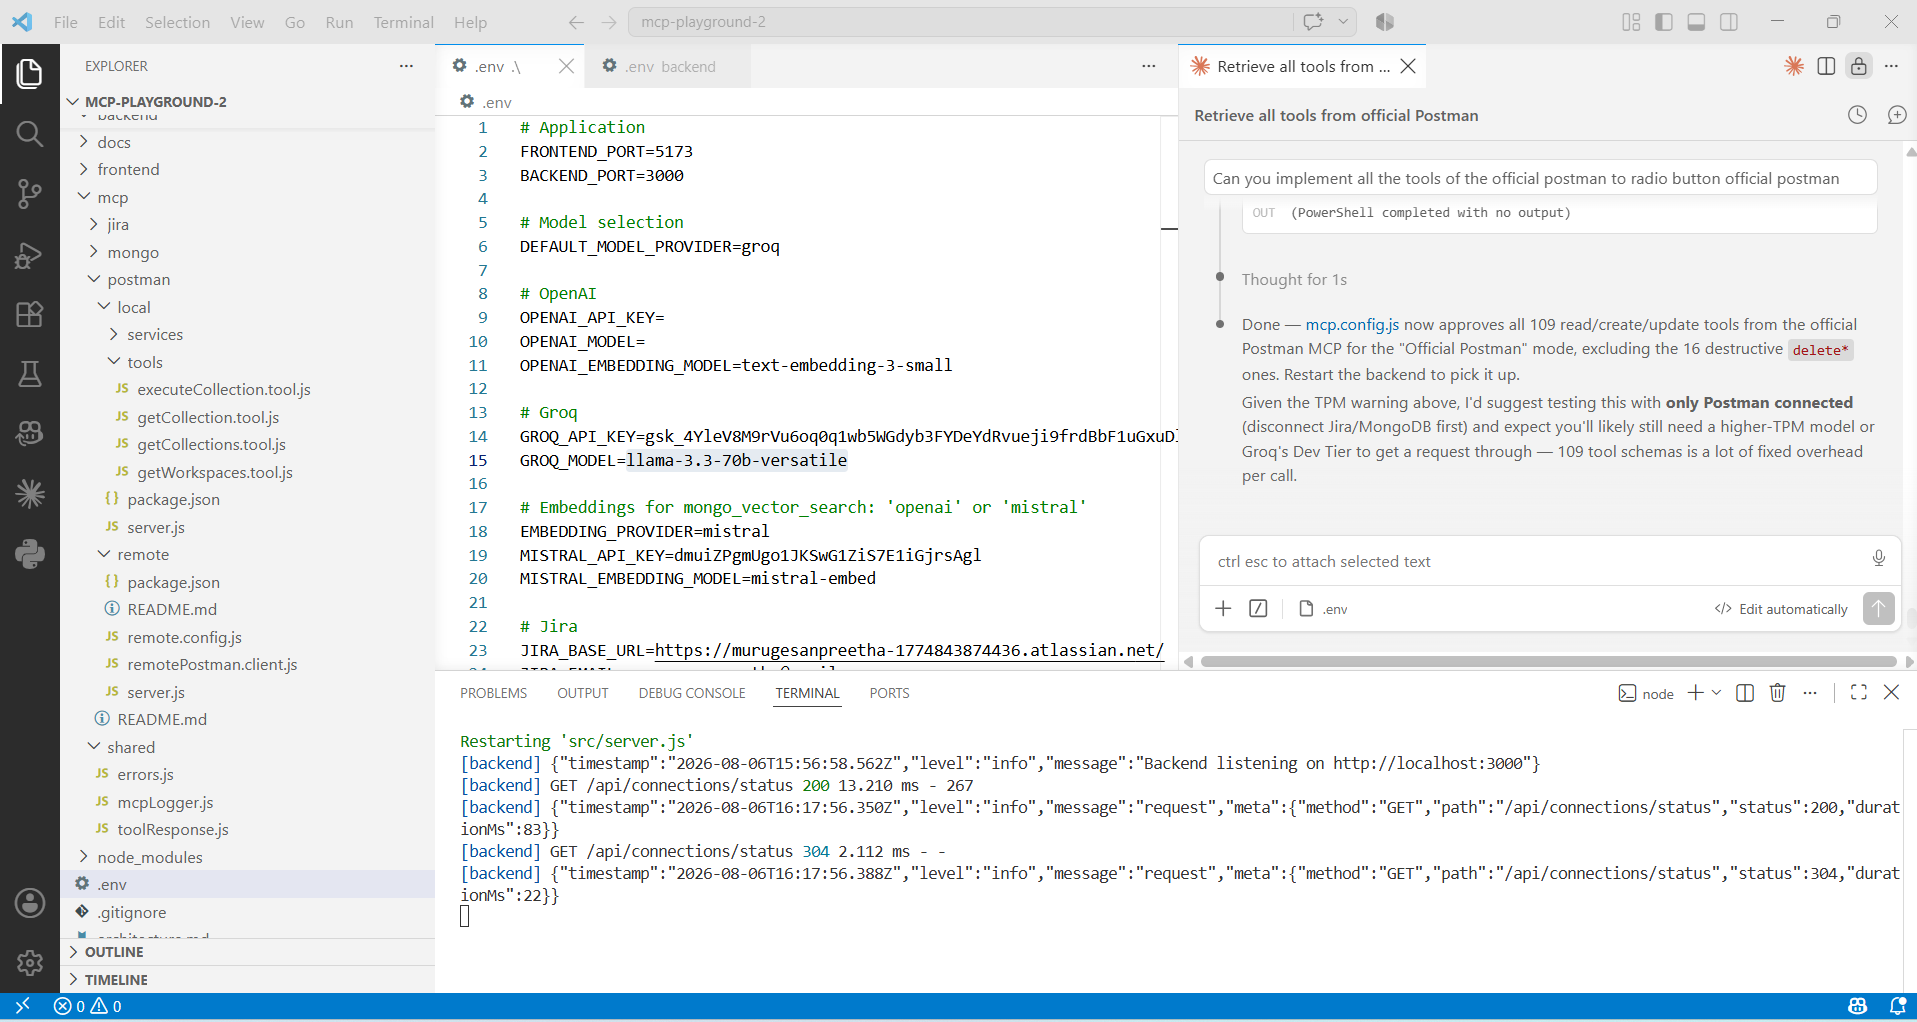 File Edit Selection View Go Run Terminal Help
mcp-playground-2
EXPLORER
MCP-PLAYGROUND-2
backend
docs
frontend
mcp
jira
mongo
postman
local
services
tools
JS executeCollection.tool.js
JS getCollection.tool.js
JS getCollections.tool.js
JS getWorkspaces.tool.js
{} package.json
JS server.js
remote
{} package.json
README.md
JS remote.config.js
JS remotePostman.client.js
JS server.js
README.md
shared
JS errors.js
JS mcpLogger.js
JS toolResponse.js
node_modules
.env
.gitignore
architecture.md
OUTLINE
TIMELINE
.env .\
.env backend
.env
1 # Application
2 FRONTEND_PORT=5173
3 BACKEND_PORT=3000
4
5 # Model selection
6 DEFAULT_MODEL_PROVIDER=groq
7
8 # OpenAI
9 OPENAI_API_KEY=
10 OPENAI_MODEL=
11 OPENAI_EMBEDDING_MODEL=text-embedding-3-small
12
13 # Groq
14 GROQ_API_KEY=gsk_4YleV8M9rVu6oq0q1wb5WGdyb3FYDeYdRvueji9frdBbF1uGxuD
15 GROQ_MODEL=llama-3.3-70b-versatile
16
17 # Embeddings for mongo_vector_search: 'openai' or 'mistral'
18 EMBEDDING_PROVIDER=mistral
19 MISTRAL_API_KEY=dmuiZPgmUgo1JKSwG1ZiS7E1iGjrsAgl
20 MISTRAL_EMBEDDING_MODEL=mistral-embed
21
22 # Jira
23 JIRA_BASE_URL=https://murugesanpreetha-1774843874436.atlassian.net/
Retrieve all tools from ...
Retrieve all tools from official Postman
Can you implement all the tools of the official postman to radio button official postman
OUT (PowerShell completed with no output)
Thought for 1s
Done — mcp.config.js now approves all 109 read/create/update tools from the official
Postman MCP for the "Official Postman" mode, excluding the 16 destructive delete*
ones. Restart the backend to pick it up.
Given the TPM warning above, I'd suggest testing this with only Postman connected
(disconnect Jira/MongoDB first) and expect you'll likely still need a higher-TPM model or
Groq's Dev Tier to get a request through — 109 tool schemas is a lot of fixed overhead
per call.
ctrl esc to attach selected text
.env
Edit automatically
PROBLEMS OUTPUT DEBUG CONSOLE TERMINAL PORTS
node
Restarting 'src/server.js'
[backend] {"timestamp":"2026-08-06T15:56:58.562Z","level":"info","message":"Backend listening on http://localhost:3000"}
[backend] GET /api/connections/status 200 13.210 ms - 267
[backend] {"timestamp":"2026-08-06T16:17:56.350Z","level":"info","message":"request","meta":{"method":"GET","path":"/api/connections/status","status":200,"durat
ionMs":83}}
[backend] GET /api/connections/status 304 2.112 ms - -
[backend] {"timestamp":"2026-08-06T16:17:56.388Z","level":"info","message":"request","meta":{"method":"GET","path":"/api/connections/status","status":304,"durat
ionMs":22}}
0 0